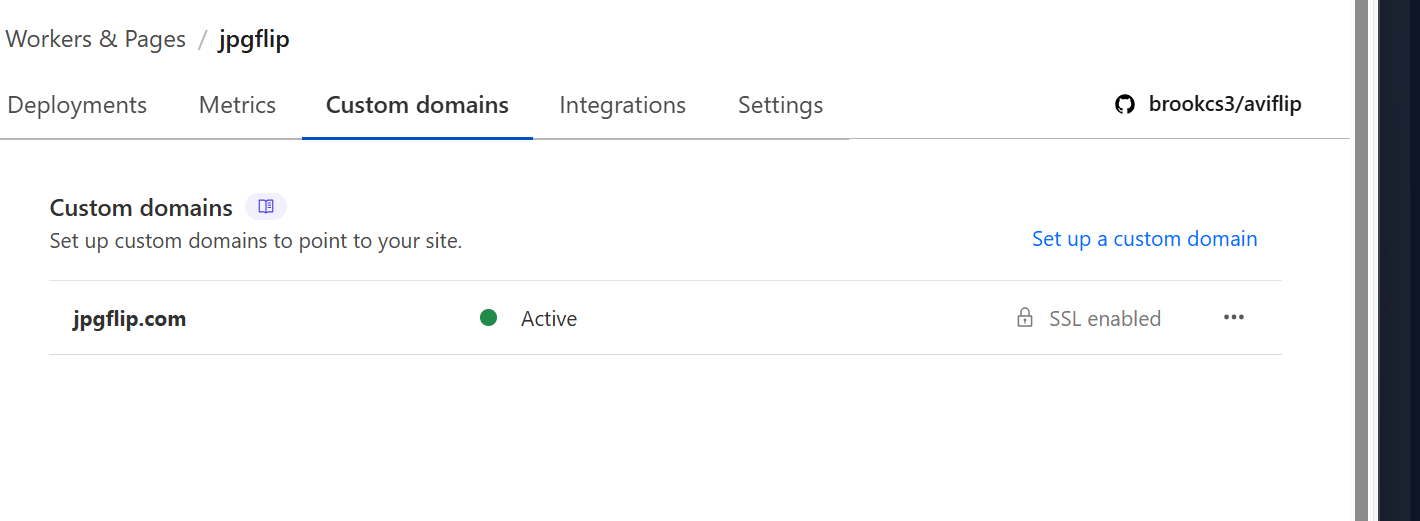 Workers & Pages / jpgflip
Deployments Metrics Custom domains Integrations Settings brookcs3/aviflip
Custom domains
Set up custom domains to point to your site.
Set up a custom domain
jpgflip.com Active SSL enabled